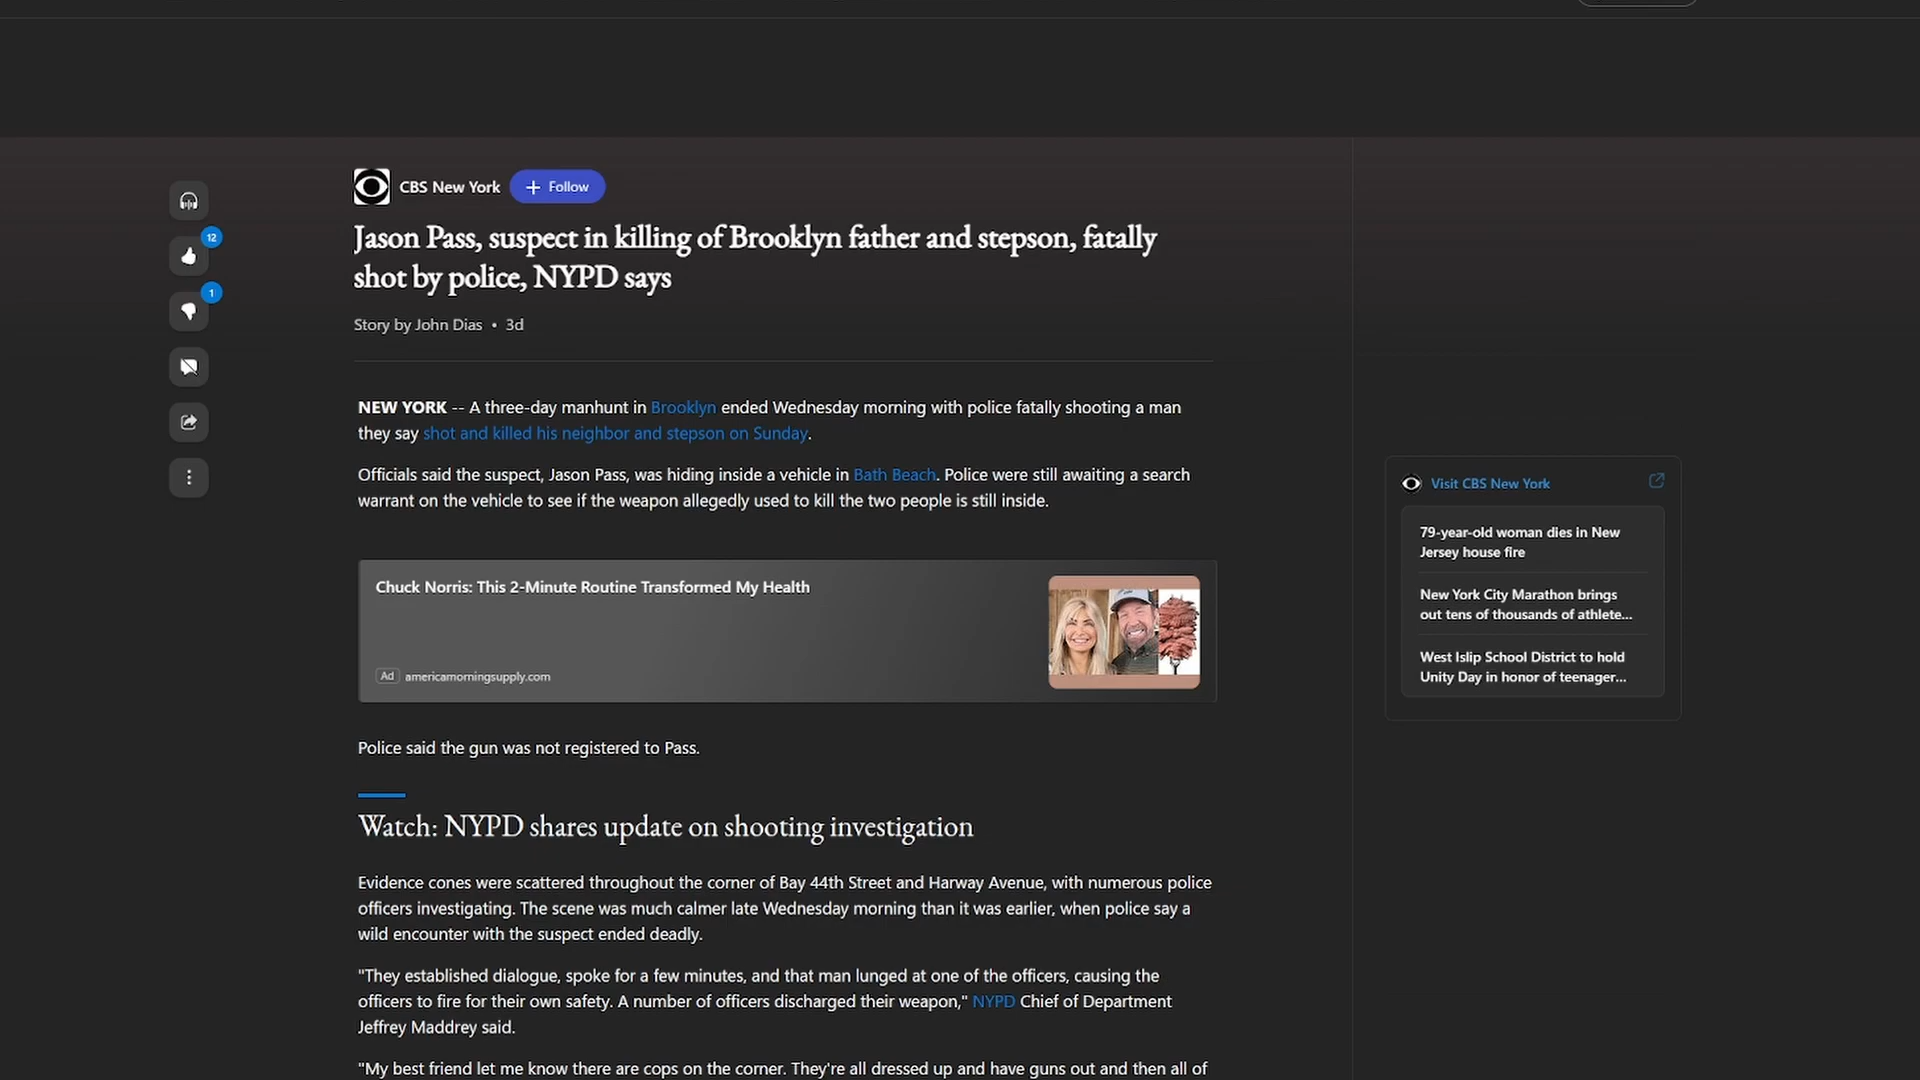 CBS New York
+ Follow
Jason Pass, suspect in killing of Brooklyn father and stepson, fatally
shot by police, NYPD says
Story by John Dias • 3d
12
1
NEW YORK -- A three-day manhunt in Brooklyn ended Wednesday morning with police fatally shooting a man
they say shot and killed his neighbor and stepson on Sunday.
Officials said the suspect, Jason Pass, was hiding inside a vehicle in Bath Beach. Police were still awaiting a search
warrant on the vehicle to see if the weapon allegedly used to kill the two people is still inside.
Chuck Norris: This 2-Minute Routine Transformed My Health
Ad americamorningsupply.com
Police said the gun was not registered to Pass.
Watch: NYPD shares update on shooting investigation
Evidence cones were scattered throughout the corner of Bay 44th Street and Harway Avenue, with numerous police
officers investigating. The scene was much calmer late Wednesday morning than it was earlier, when police say a
wild encounter with the suspect ended deadly.
"They established dialogue, spoke for a few minutes, and that man lunged at one of the officers, causing the
officers to fire for their own safety. A number of officers discharged their weapon," NYPD Chief of Department
Jeffrey Maddrey said.
"My best friend let me know there are cops on the corner. They're all dressed up and have guns out and then all of
Visit CBS New York
79-year-old woman dies in New
Jersey house fire
New York City Marathon brings
out tens of thousands of athlete...
West Islip School District to hold
Unity Day in honor of teenager...